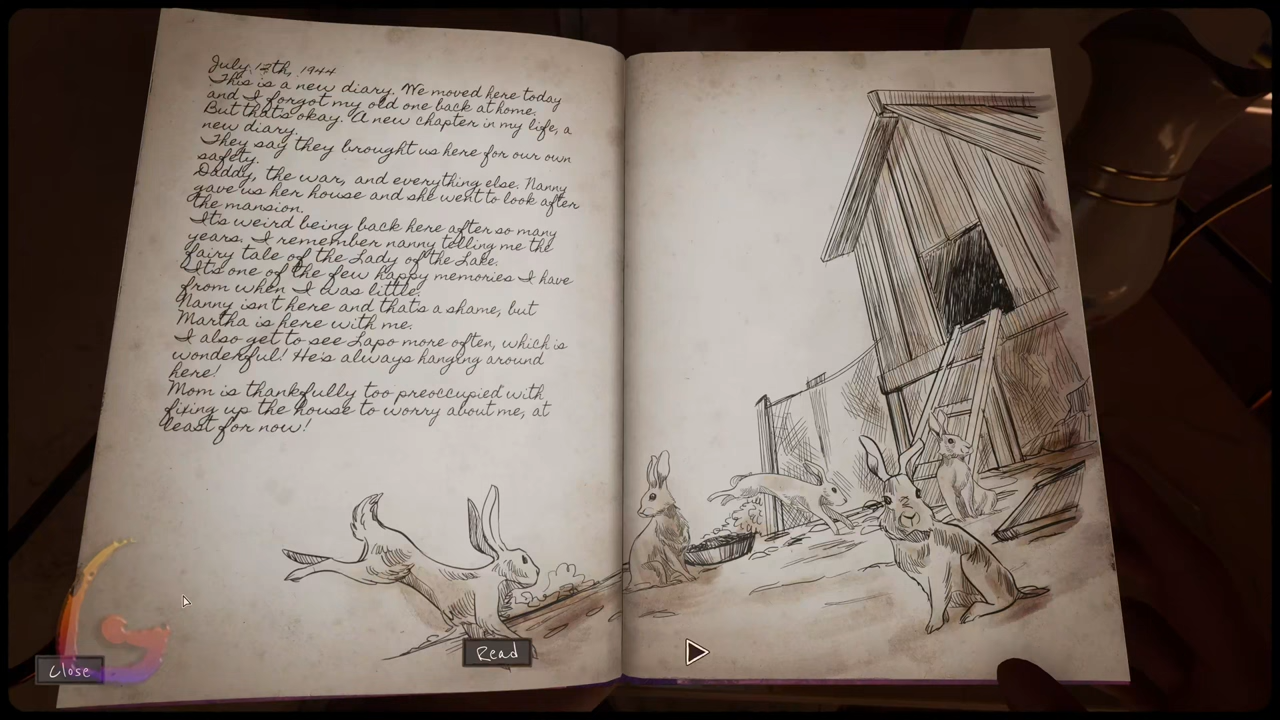 July 12th, 1944
This is a new diary. We moved here today
and I forgot my old one back at home.
But thats okay. A new chapter in my life, a
new diary.
They say they brought us here for our own
safety.
Daddy, the war, and everything else. Nanny
gave us her house and she went to look after
the mansion.
Its weird being back here after so many
years. I remember nanny telling me the
fairy tale of the Lady of the Lake.
Its one of the few happy memories I have
from when I was little.
Nanny isn't here and thats a shame, but
Martha is here with me.
I also get to see Lapo more often, which is
wonderful! He's always hanging around
here!
Mom is thankfully too preoccupied with
fixing up the house to worry about me, at
least for now!
Read
Close